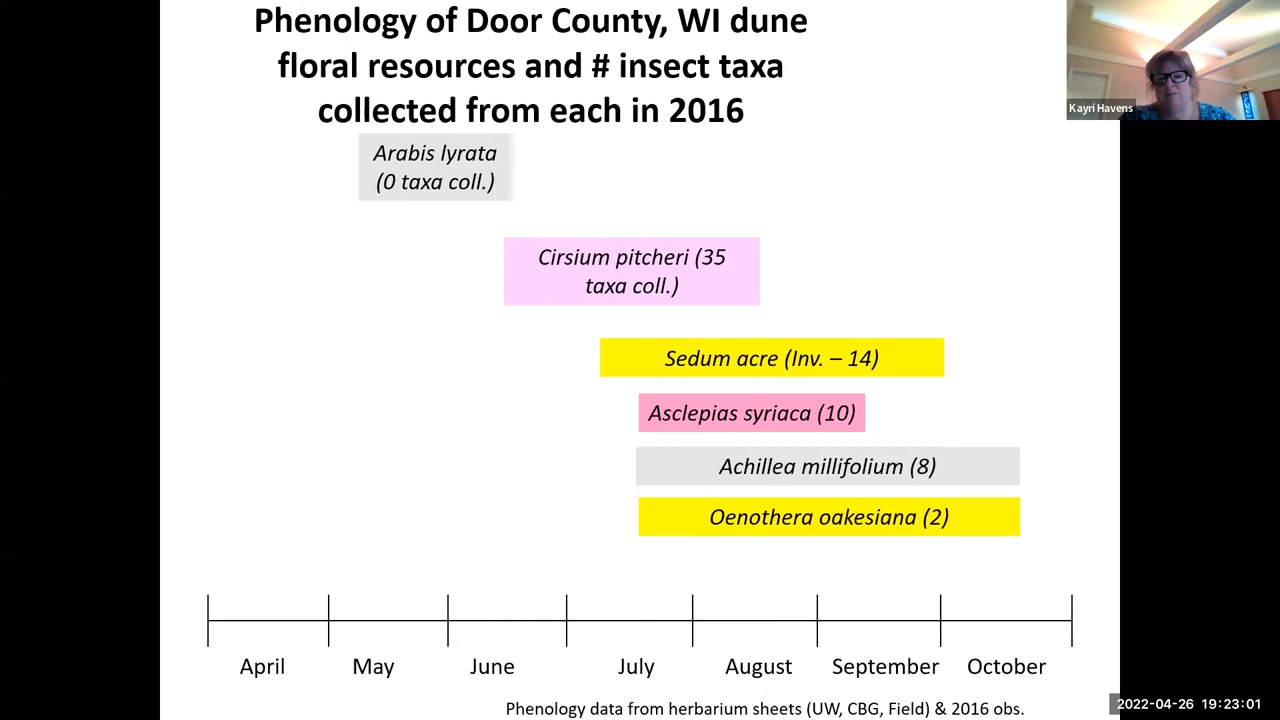 Phenology of Door County, WI dune
floral resources and # insect taxa
collected from each in 2016
Kayri Havens
Arabis lyrata
(0 taxa coll.)
Cirsium pitcheri (35
taxa coll.)
Sedum acre (Inv. – 14)
Asclepias syriaca (10)
Achillea millifolium (8)
Oenothera oakesiana (2)
April May June July August September October
Phenology data from herbarium sheets (UW, CBG, Field) & 2016 obs.
2022-04-26 19:23:01